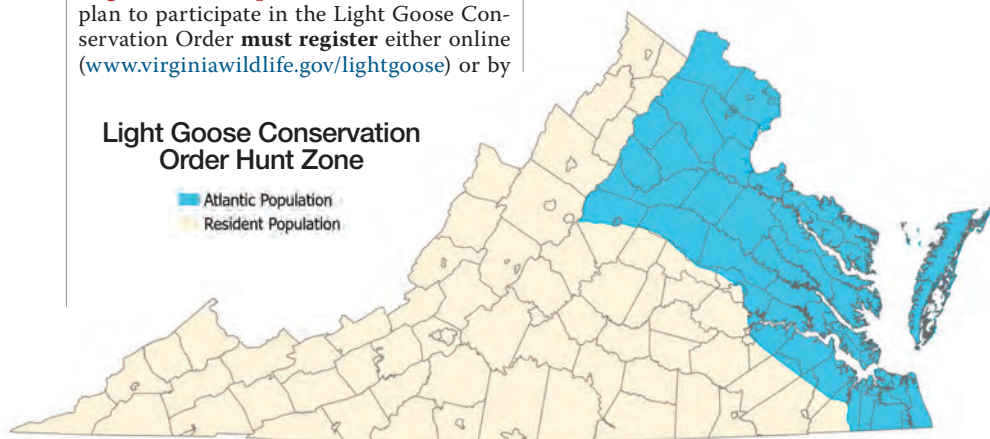 plan to participate in the Light Goose Con-
servation Order must register either online
(www.virginiawildlife.gov/lightgoose) or by
Light Goose Conservation
Order Hunt Zone
Atlantic Population
Resident Population